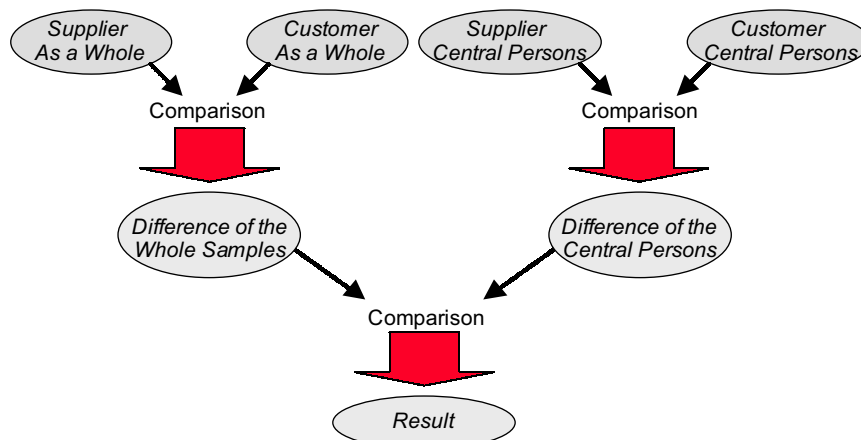 Supplier
As a Whole
Customer
As a Whole
Supplier
Central Persons
Customer
Central Persons
Comparison
Comparison
Difference of the
Whole Samples
Difference of the
Central Persons
Comparison
Result